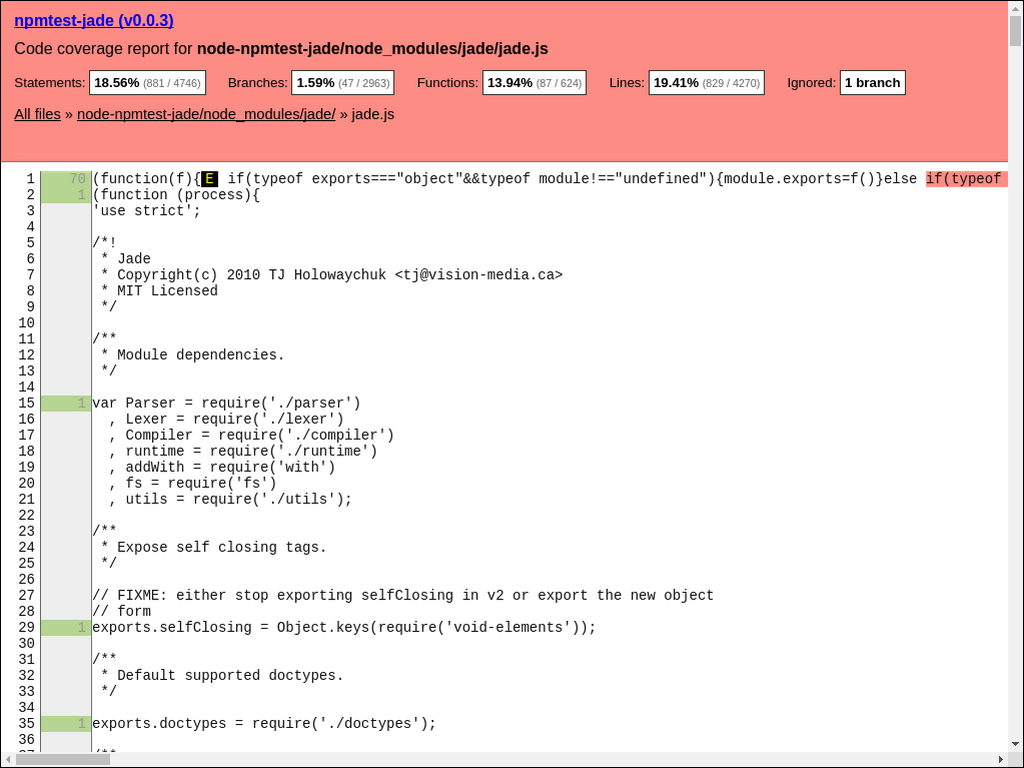 npmtest-jade (v0.0.3)
Code coverage report for node-npmtest-jade/node_modules/jade/jade.js
Statements: 18.56% (881 / 4746) Branches: 1.59% (47 / 2963) Functions: 13.94% (87 / 624) Lines: 19.41% (829 / 4270) Ignored: 1 branch
All files » node-npmtest-jade/node_modules/jade/ » jade.js
1 70 (function(f){E if(typeof exports==="object"&&typeof module!=="undefined"){module.exports=f()}else if(typeof
2 1 (function (process){
3 'use strict';
4
5 /*!
6 * Jade
7 * Copyright(c) 2010 TJ Holowaychuk <tj@vision-media.ca>
8 * MIT Licensed
9 */
10
11 /**
12 * Module dependencies.
13 */
14
15 1 var Parser = require('./parser')
16 , Lexer = require('./lexer')
17 , Compiler = require('./compiler')
18 , runtime = require('./runtime')
19 , addWith = require('with')
20 , fs = require('fs')
21 , utils = require('./utils');
22
23 /**
24 * Expose self closing tags.
25 */
26
27 // FIXME: either stop exporting selfClosing in v2 or export the new object
28 // form
29 1 exports.selfClosing = Object.keys(require('void-elements'));
30
31 /**
32 * Default supported doctypes.
33 */
34
35 1 exports.doctypes = require('./doctypes');
36